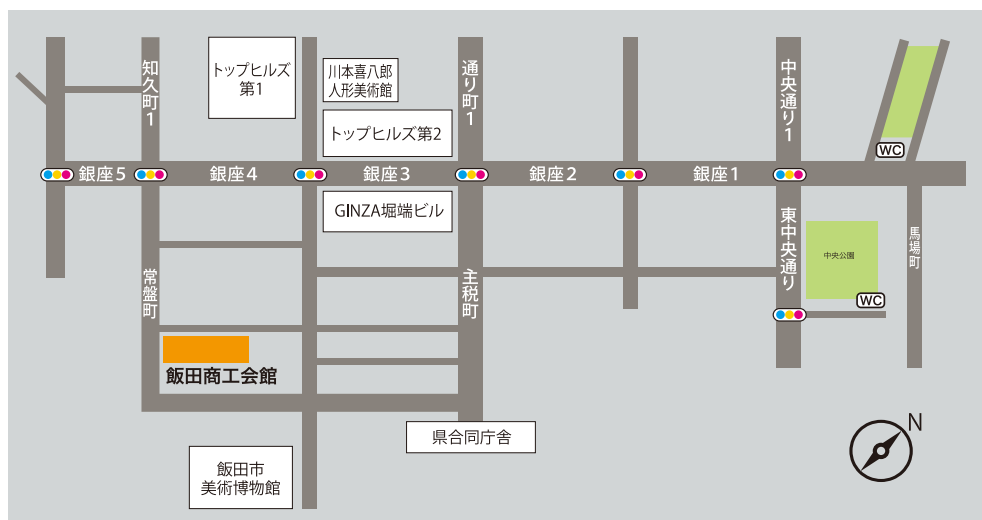 知久町1
トップヒルズ
第1
川本喜八郎
人形美術館
通り町1
中央通り1
トップヒルズ第2
WC
銀座5
銀座4
銀座3
銀座2
銀座1
GINZA堀端ビル
東中央通り
馬場町
中央公園
常盤町
主税町
WC
飯田商工会館
県合同庁舎
N
飯田市
美術博物館